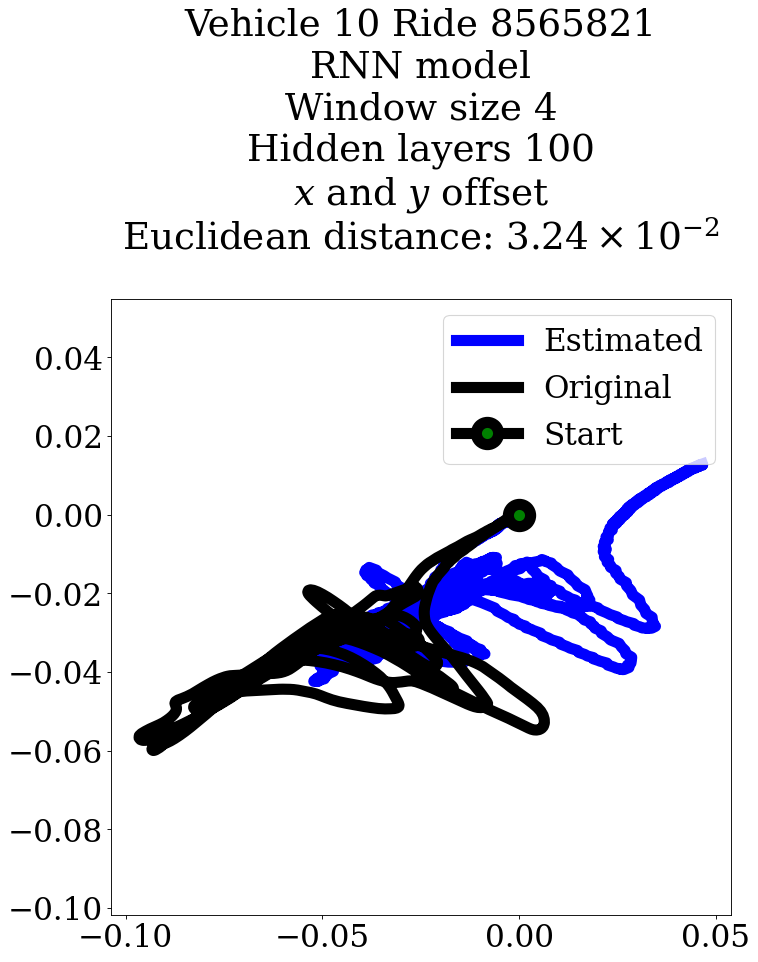 Vehicle 10 Ride 8565821
RNN model
Window size 4
Hidden layers 100
x and y offset
Euclidean distance: 3.24 × 10⁻²
Estimated
Original
Start
0.04
0.02
0.00
−0.02
−0.04
−0.06
−0.08
−0.10
−0.10 −0.05 0.00 0.05